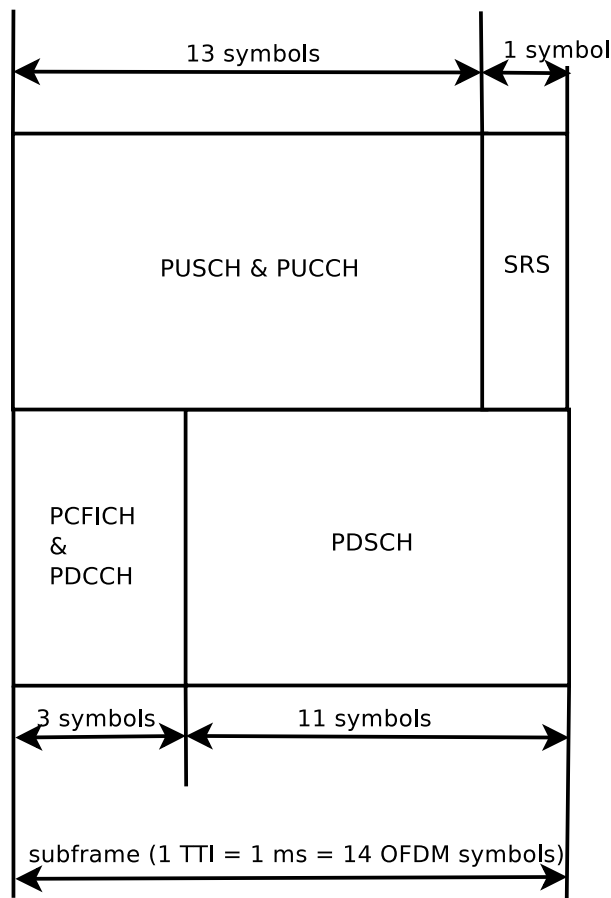 13 symbols
1 symbol
PUSCH & PUCCH
SRS
PCFICH
&
PDCCH
PDSCH
3 symbols
11 symbols
subframe (1 TTI = 1 ms = 14 OFDM symbols)